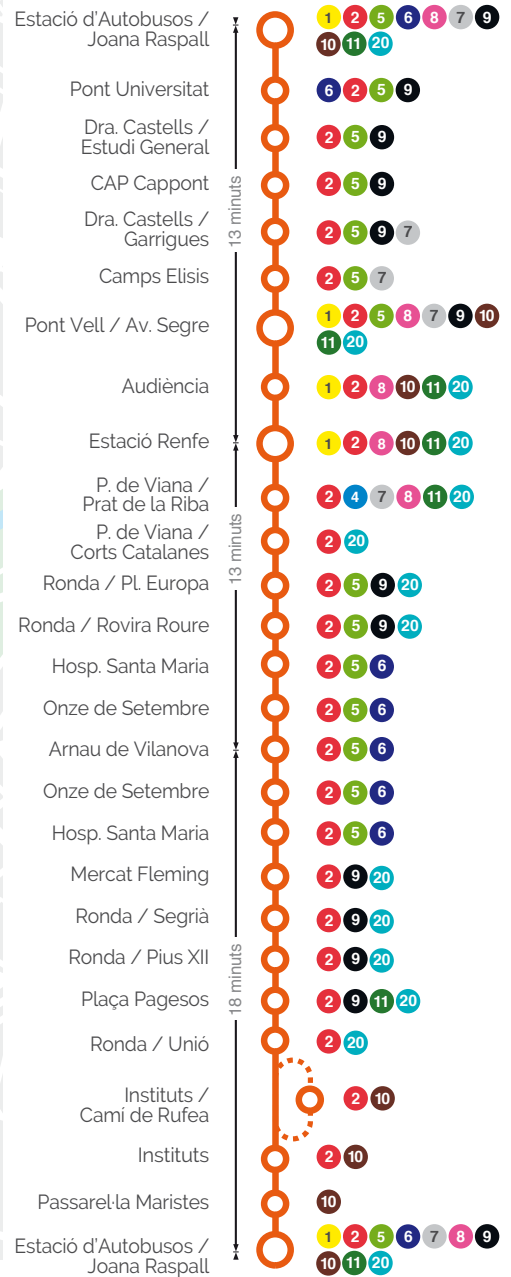 Estació d'Autobusos / 1 2 5 6 8 7 9
Joana Raspall 10 11 20
Pont Universitat 6 2 5 9
Dra. Castells /
Estudi General 2 5 9
CAP Cappont 2 5 9
13 minuts
Dra. Castells /
Garrigues 2 5 9 7
Camps Elisis 2 5 7
Pont Vell / Av. Segre 1 2 5 8 7 9 10
11 20
Audiència 1 2 8 10 11 20
Estació Renfe 1 2 8 10 11 20
P. de Viana /
Prat de la Riba 2 4 7 8 11 20
P. de Viana /
Corts Catalanes 2 20
13 minuts
Ronda / Pl. Europa 2 5 9 20
Ronda / Rovira Roure 2 5 9 20
Hosp. Santa Maria 2 5 6
Onze de Setembre 2 5 6
Arnau de Vilanova 2 5 6
Onze de Setembre 2 5 6
Hosp. Santa Maria 2 5 6
Mercat Fleming 2 9 20
Ronda / Segrià 2 9 20
Ronda / Pius XII 2 9 20
18 minuts
Plaça Pagesos 2 9 11 20
Ronda / Unió 2 20
Instituts /
Camí de Rufea 2 10
Instituts 2 10
Passarel·la Maristes 10
Estació d'Autobusos / 1 2 5 6 7 8 9
Joana Raspall 10 11 20